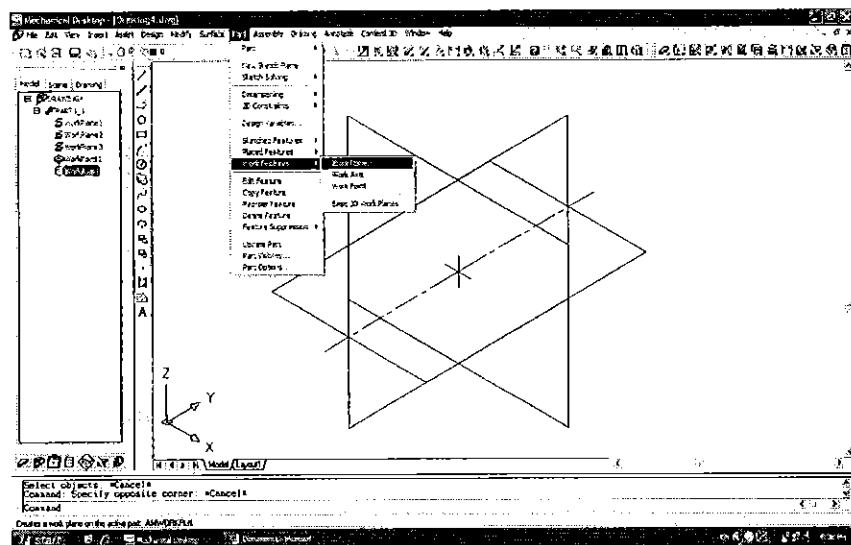 Mechanical Desktop - [Drawing4.dwg]
File Edit View Insert Assist Design Modify Surface Part Assembly Drawing Annotate Content 3D Window Help
Part
New Sketch Plane
Sketch Solving
Dimensioning
2D Constraints
Design Variables...
Sketched Features
Placed Features
Work Features
Edit Feature
Copy Feature
Reorder Feature
Delete Feature
Feature Suppression
Update Part
Part Visibility...
Part Options...
Work Plane...
Work Axis
Work Point
Basic 3D Work Planes
Model Scene Drawing
PART1_1
WorkPlane1
WorkPlane2
WorkPlane3
WorkPoint1
A
Z
Y
X
Model Layout1
Select objects: *Cancel*
Command: Specify opposite corner: *Cancel*
Command
Creates a work plane on the active part: AMWORKPLN
start